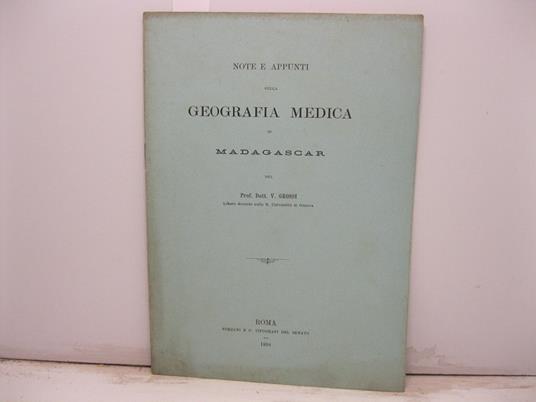 NOTE E APPUNTI
SULLA
GEOGRAFIA MEDICA
DI
MADAGASCAR
DEL
Prof. Dott. V. GROSSI
Libero docente nella R. Università di Genova
ROMA
FORZANI E C. TIPOGRAFI DEL SENATO